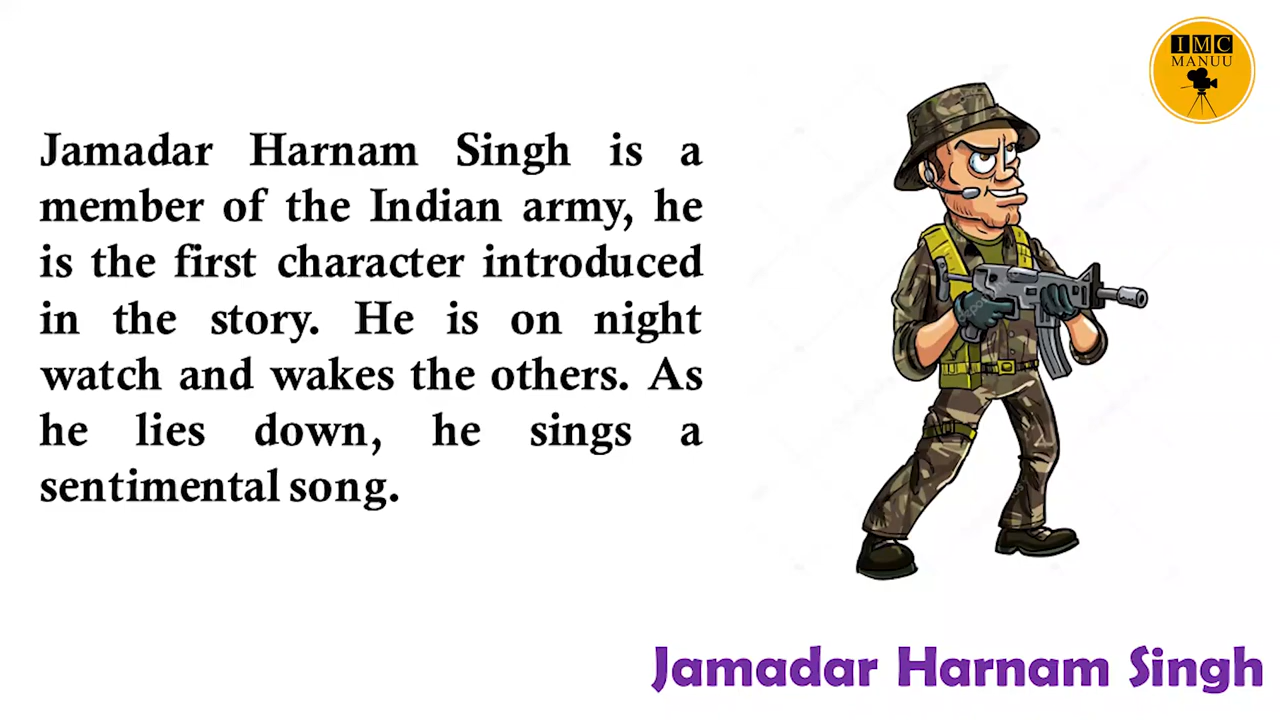 IMC
MANUU
Jamadar Harnam Singh is a
member of the Indian army, he
is the first character introduced
in the story. He is on night
watch and wakes the others. As
he lies down, he sings a
sentimental song.
Jamadar Harnam Singh